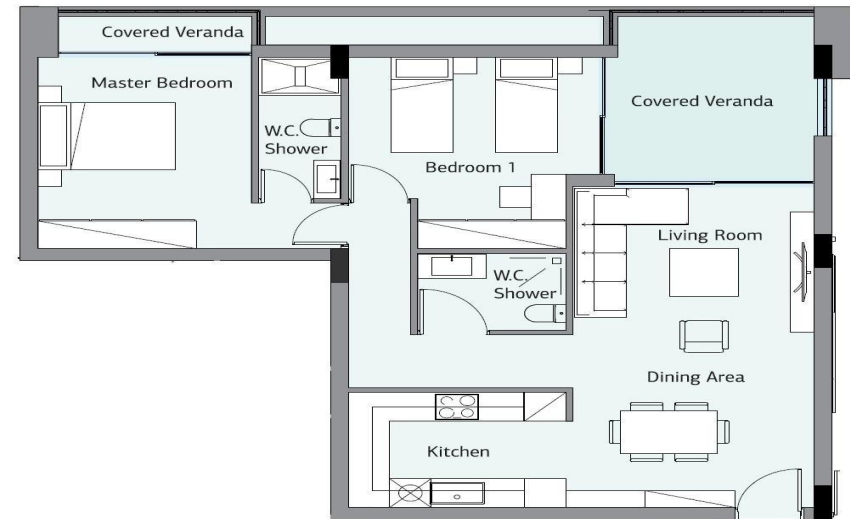 Covered Veranda
Master Bedroom
W.C.
Shower
Bedroom 1
Covered Veranda
Living Room
W.C.
Shower
Dining Area
Kitchen